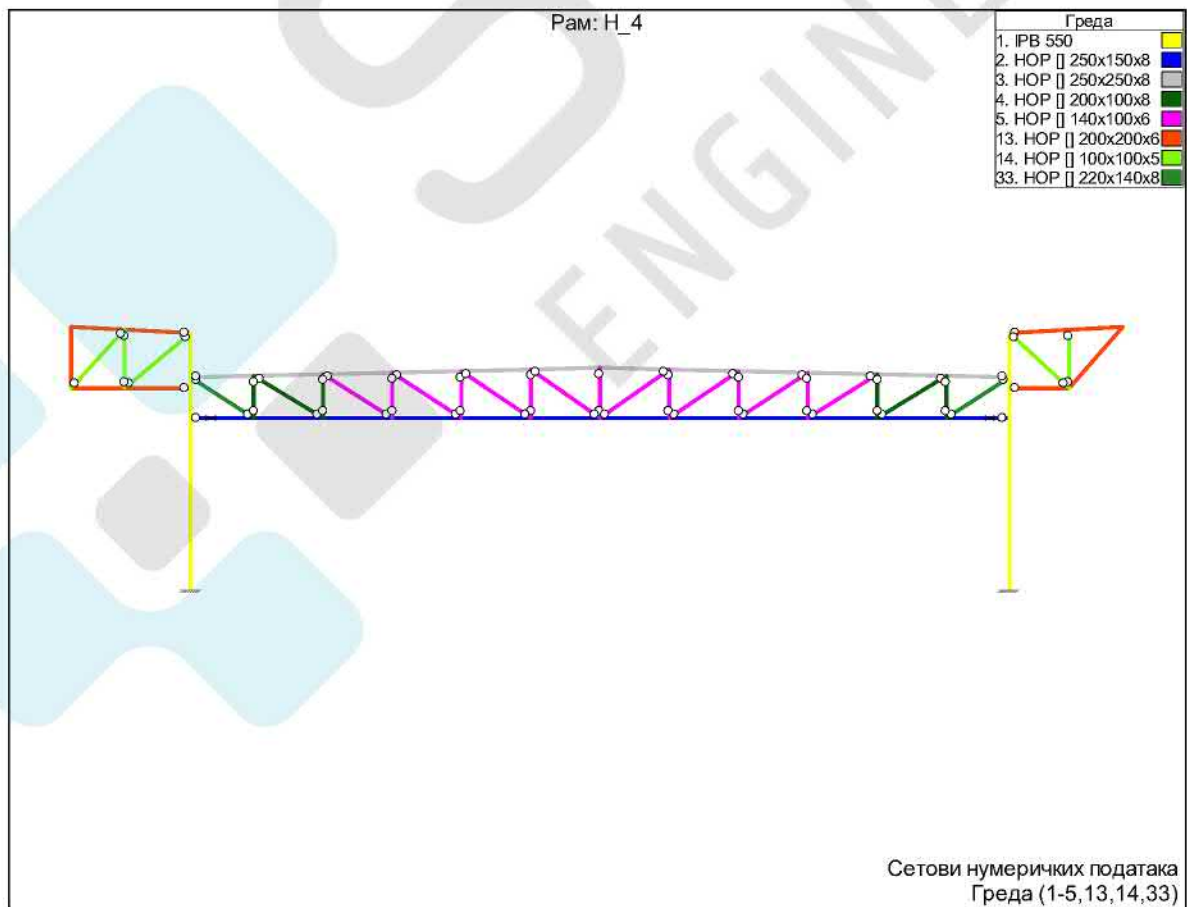 Рам: H_4
Греда
1. IPB 550
2. HOP [] 250x150x8
3. HOP [] 250x250x8
4. HOP [] 200x100x8
5. HOP [] 140x100x6
13. HOP [] 200x200x6
14. HOP [] 100x100x5
33. HOP [] 220x140x8
ENGINE
Сетови нумеричких података
Греда (1-5,13,14,33)